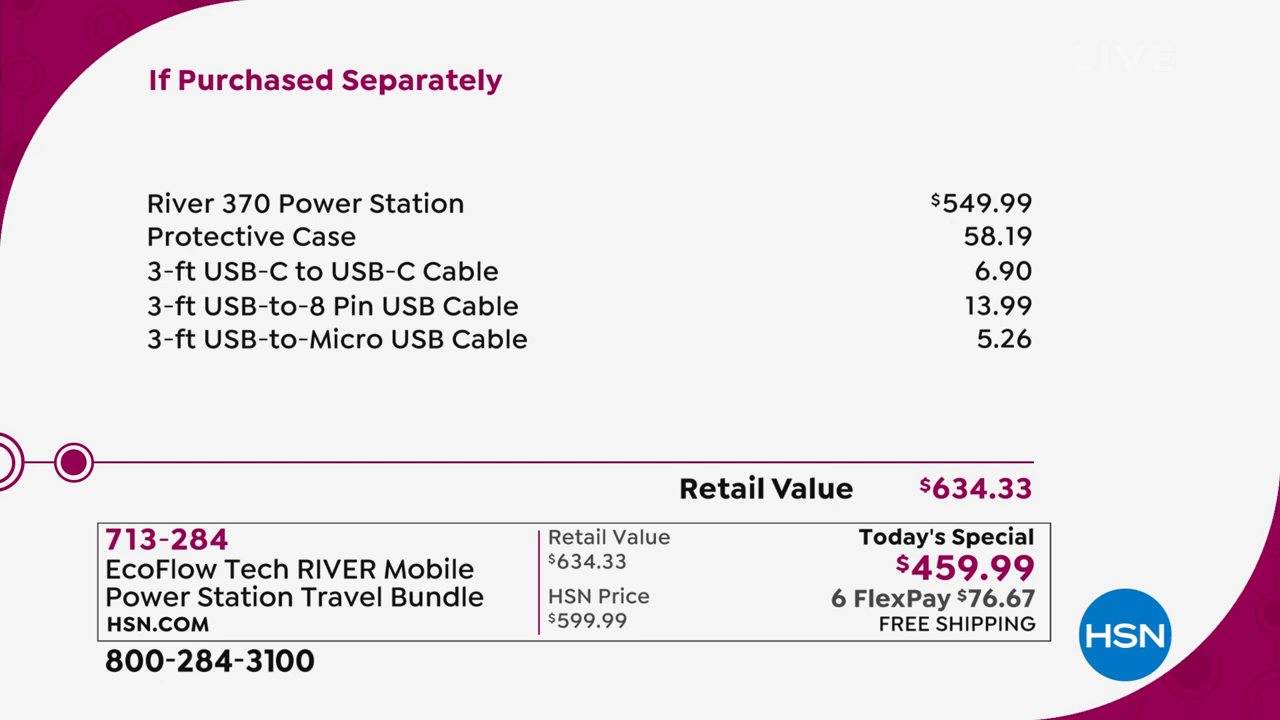 LIVE
If Purchased Separately
River 370 Power Station $549.99
Protective Case 58.19
3-ft USB-C to USB-C Cable 6.90
3-ft USB-to-8 Pin USB Cable 13.99
3-ft USB-to-Micro USB Cable 5.26
Retail Value $634.33
713-284
EcoFlow Tech RIVER Mobile
Power Station Travel Bundle
HSN.COM
Retail Value
$634.33
HSN Price
$599.99
Today's Special
$459.99
6 FlexPay $76.67
FREE SHIPPING
HSN
800-284-3100